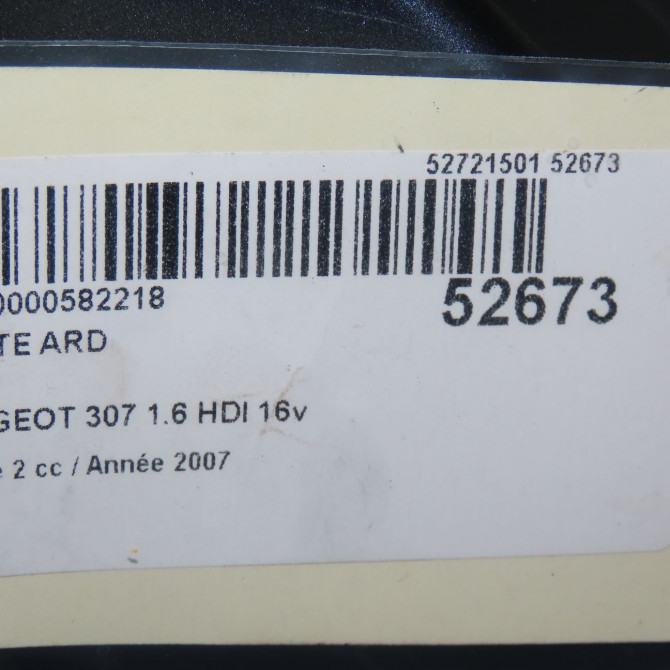 52721501 52673
0000582218
52673
TE ARD
GEOT 307 1.6 HDI 16v
e 2 cc / Année 2007